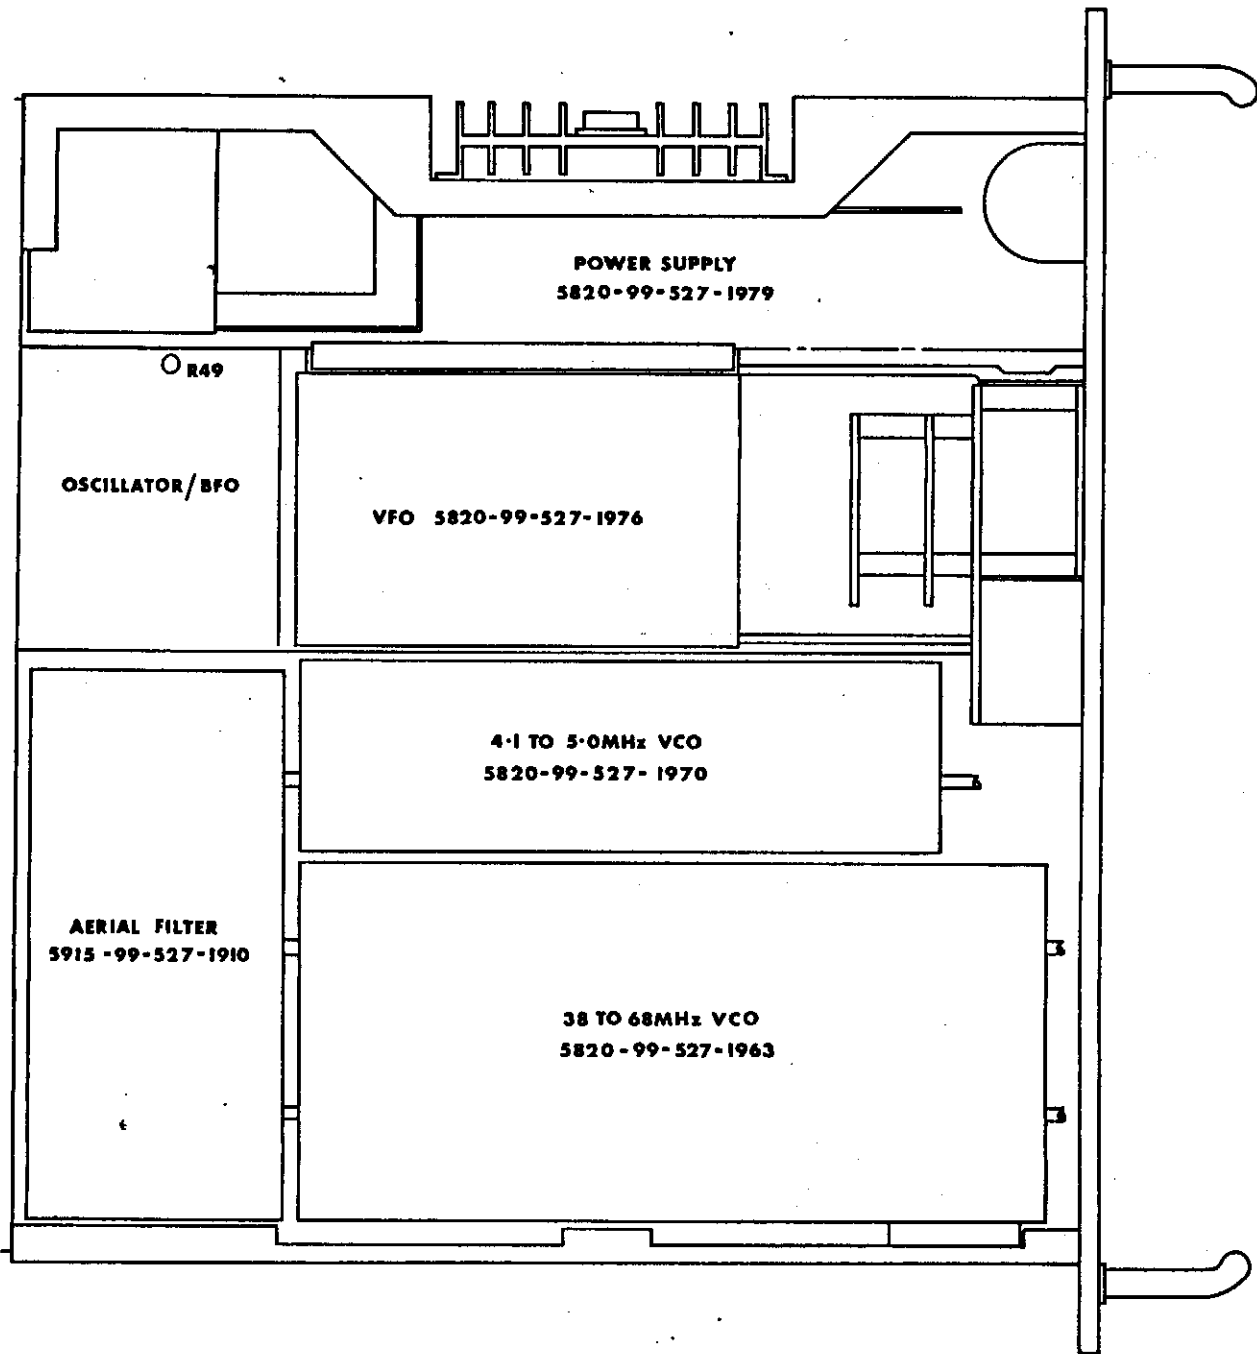 POWER SUPPLY
5820-99-527-1979
R49
OSCILLATOR/BFO
VFO 5820-99-527-1976
4·1 TO 5·0MHz VCO
5820-99-527-1970
AERIAL FILTER
5915-99-527-1910
38 TO 68MHz VCO
5820-99-527-1963